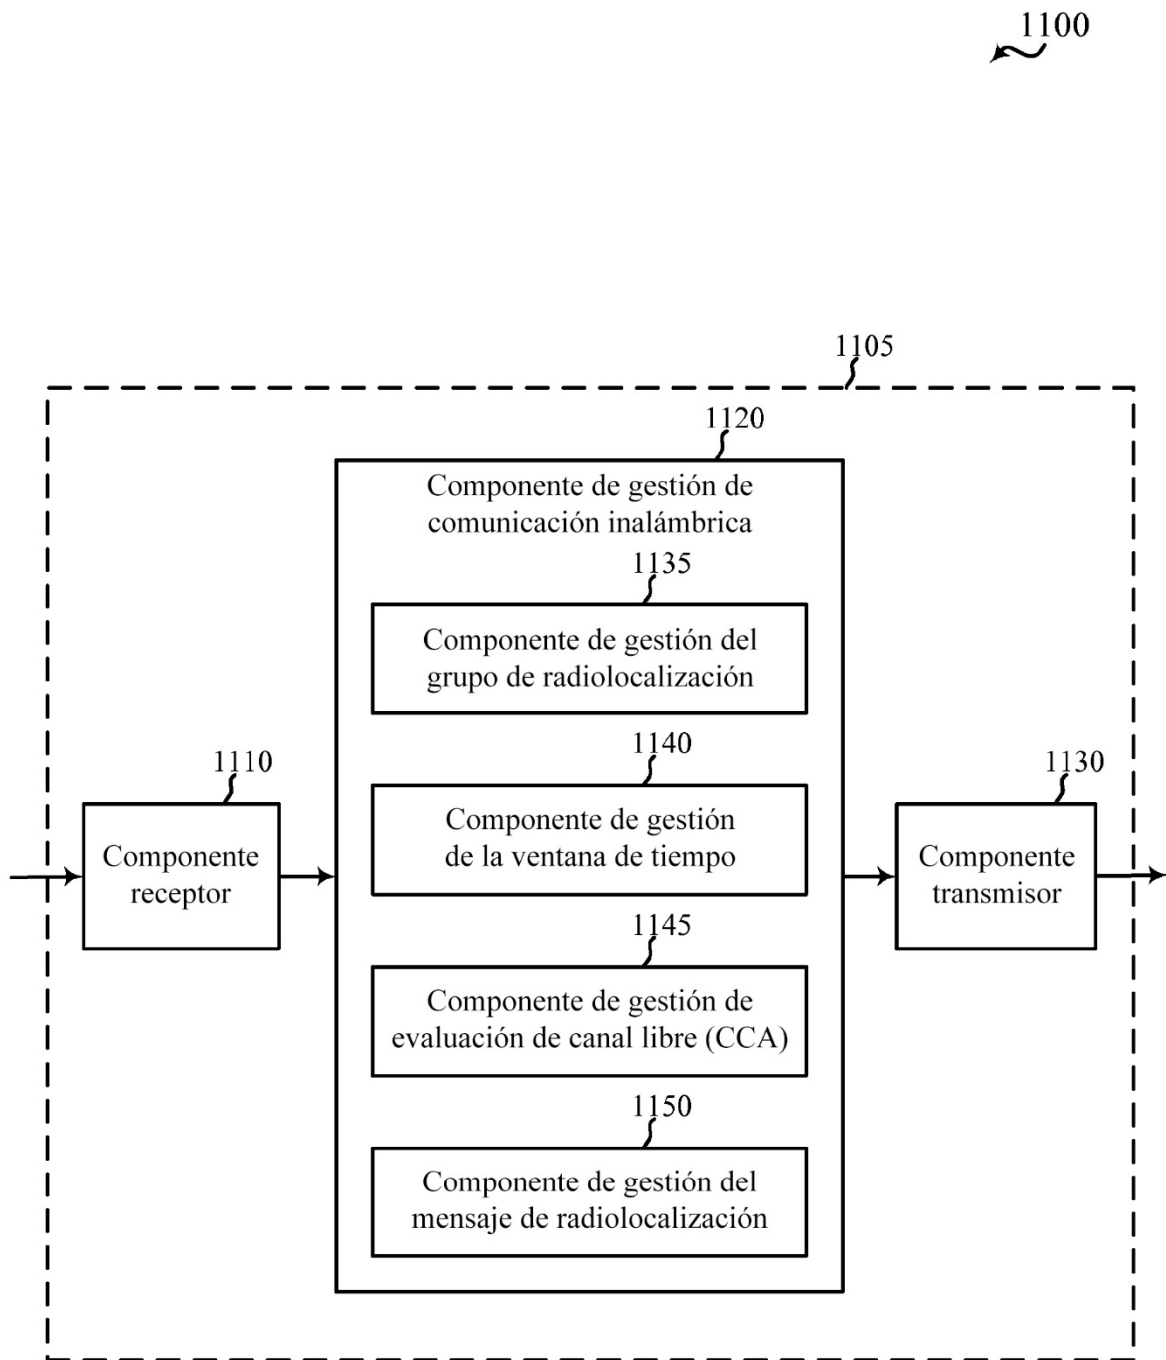 1100
1105
1120
Componente de gestión de
comunicación inalámbrica
1135
Componente de gestión del
grupo de radiolocalización
1110
1140
1130
Componente
receptor
Componente de gestión
de la ventana de tiempo
Componente
transmisor
1145
Componente de gestión de
evaluación de canal libre (CCA)
1150
Componente de gestión del
mensaje de radiolocalización